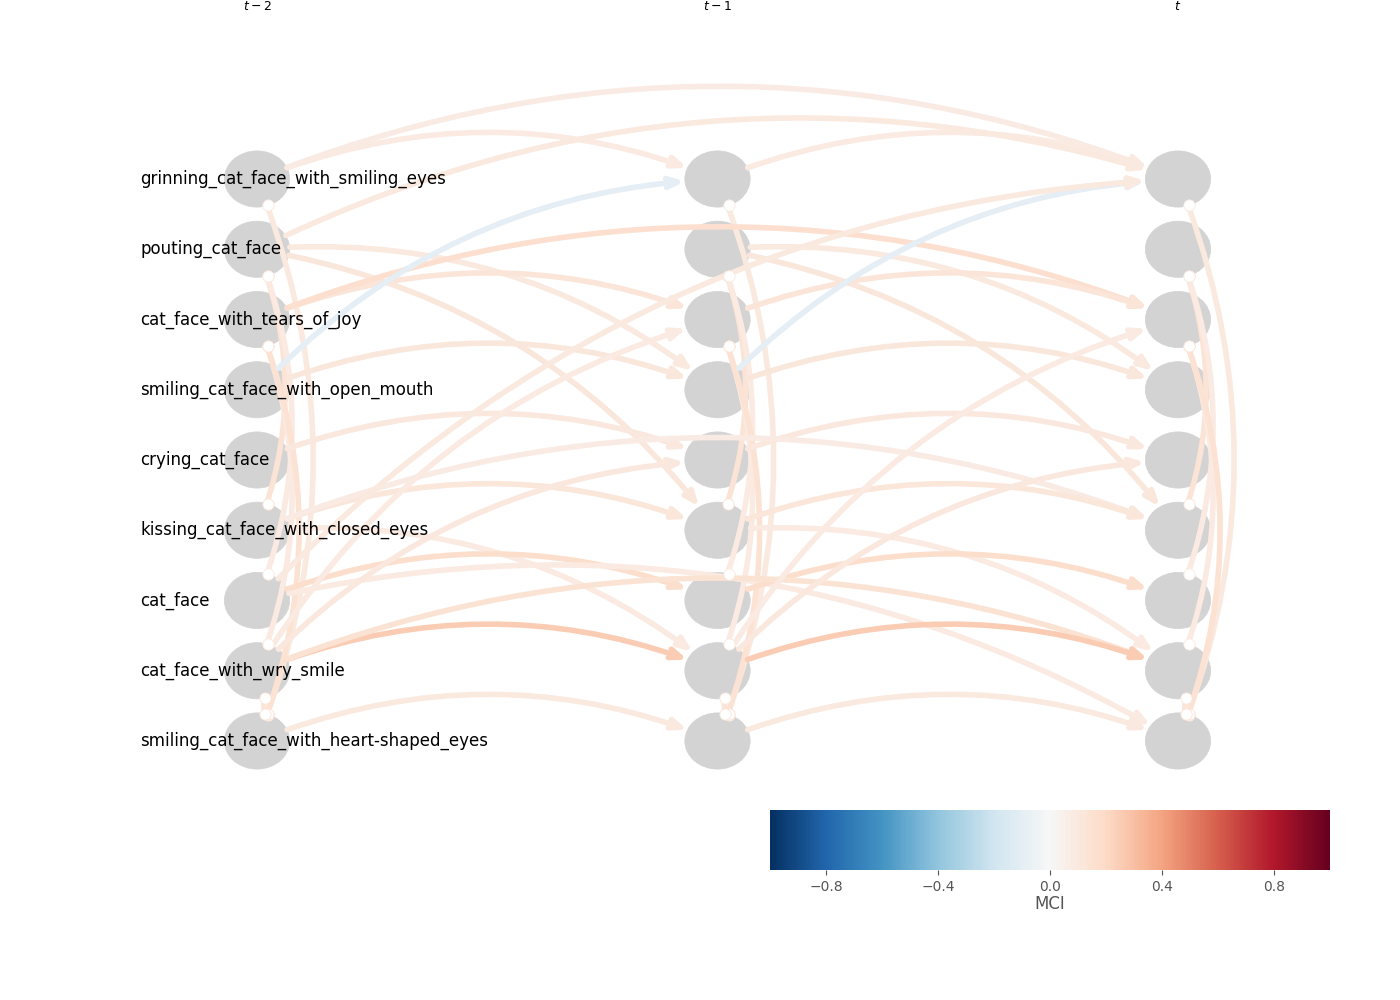 t − 2
t − 1
t
grinning_cat_face_with_smiling_eyes
pouting_cat_face
cat_face_with_tears_of_joy
smiling_cat_face_with_open_mouth
crying_cat_face
kissing_cat_face_with_closed_eyes
cat_face
cat_face_with_wry_smile
smiling_cat_face_with_heart-shaped_eyes
−0.8 −0.4 0.0 0.4 0.8
MCI